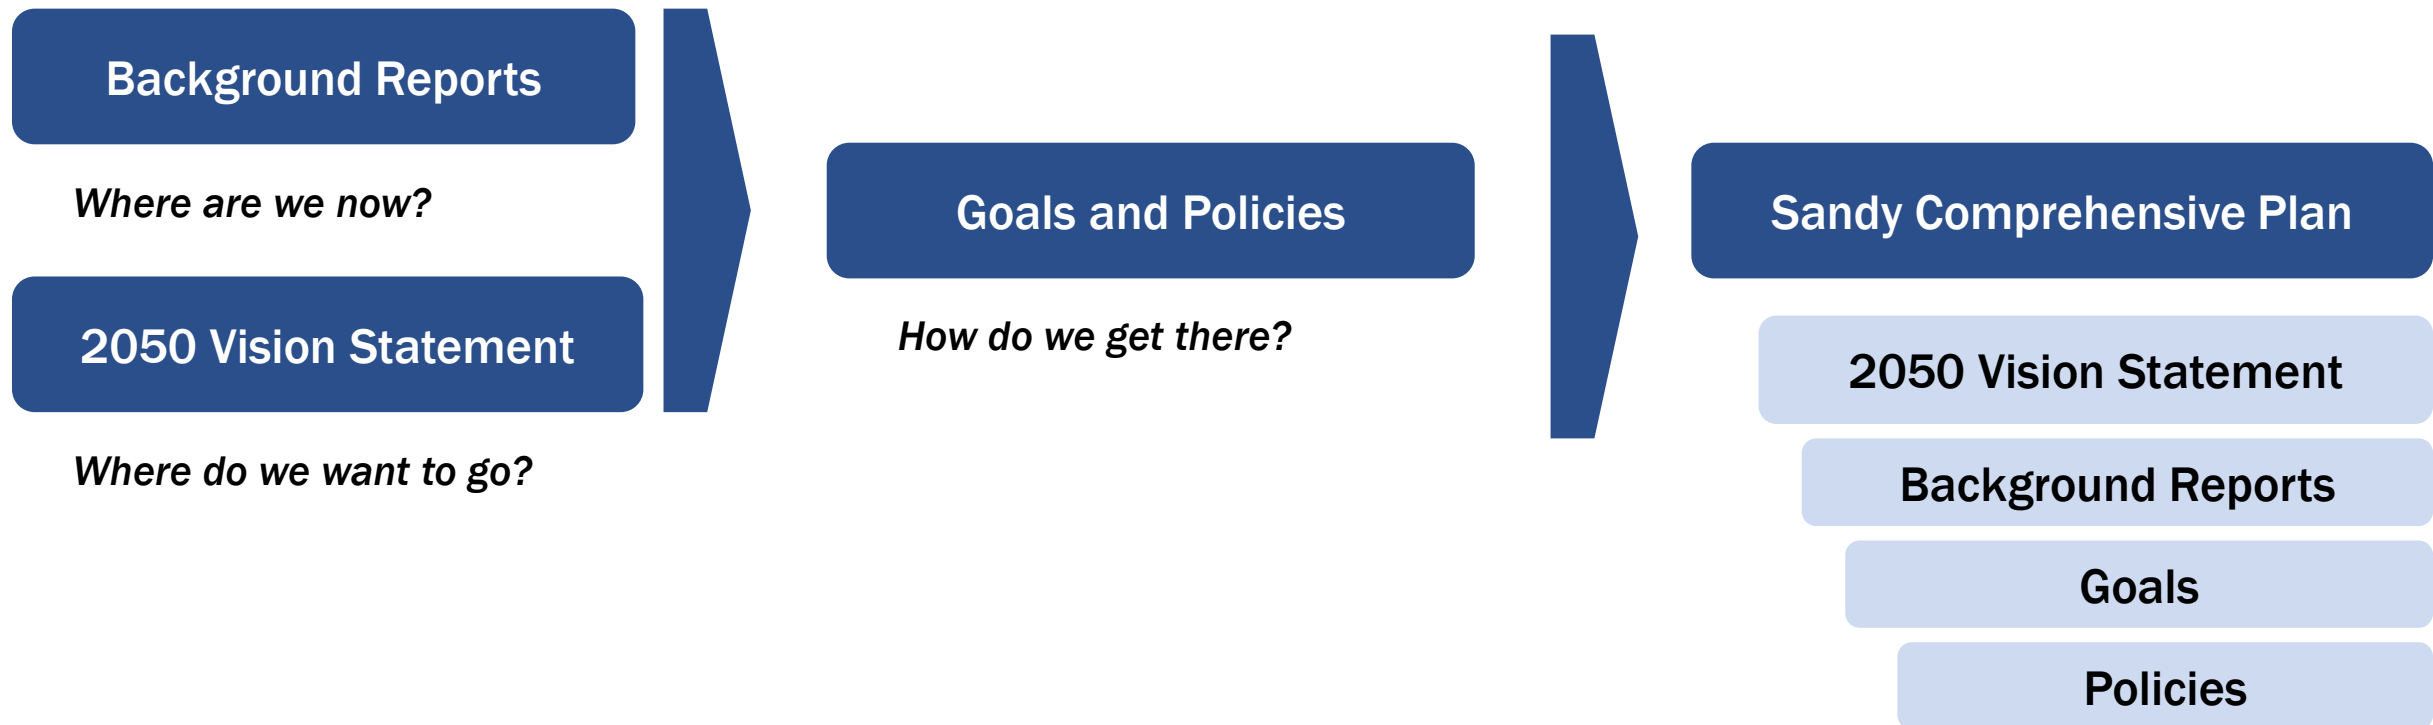 Background Reports
Where are we now?
2050 Vision Statement
Where do we want to go?
Goals and Policies
How do we get there?
Sandy Comprehensive Plan
2050 Vision Statement
Background Reports
Goals
Policies